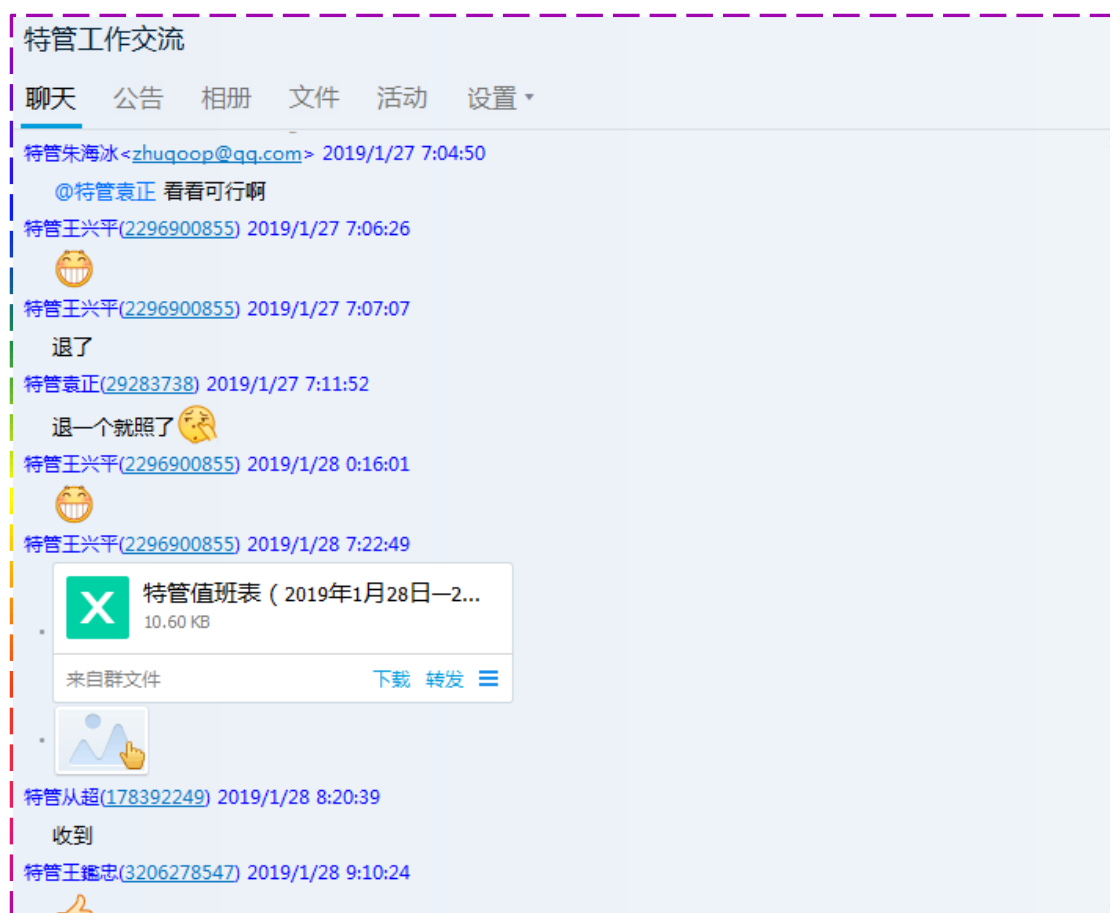 特管工作交流
聊天 公告 相册 文件 活动 设置
特管朱海冰<zhuqoop@qq.com> 2019/1/27 7:04:50
@特管袁正 看看可行啊
特管王兴平(2296900855) 2019/1/27 7:06:26
特管王兴平(2296900855) 2019/1/27 7:07:07
退了
特管袁正(29283738) 2019/1/27 7:11:52
退一个就照了
特管王兴平(2296900855) 2019/1/28 0:16:01
特管王兴平(2296900855) 2019/1/28 7:22:49
特管值班表（2019年1月28日—2...
10.60 KB
来自群文件 下载 转发
特管从超(178392249) 2019/1/28 8:20:39
收到
特管王鑑忠(3206278547) 2019/1/28 9:10:24